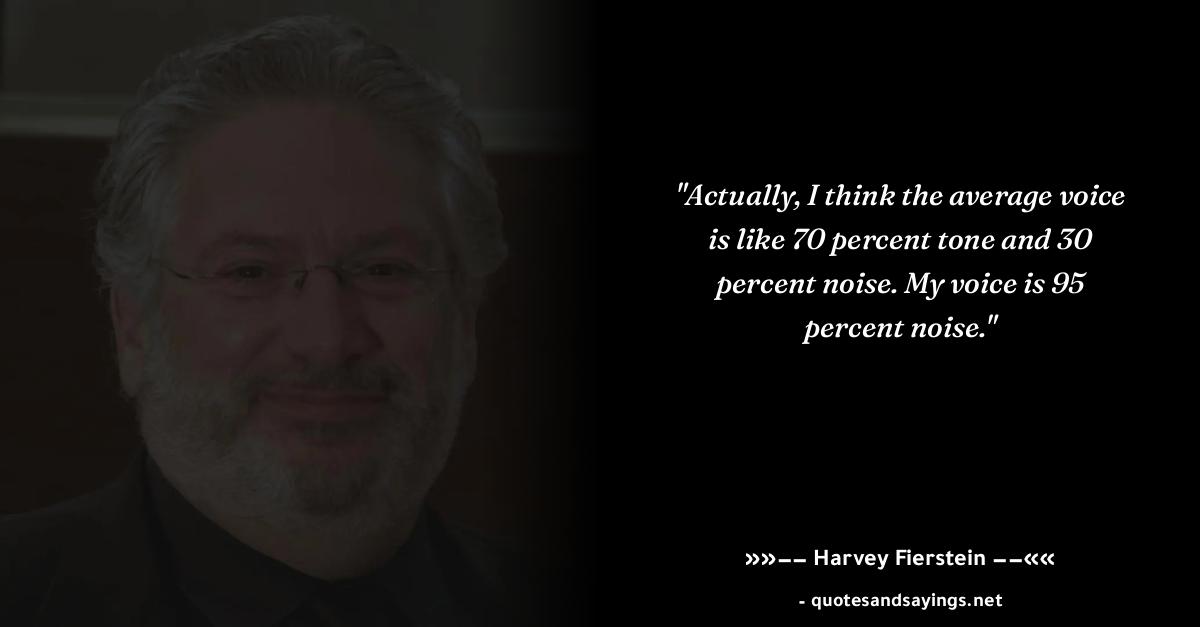 "Actually, I think the average voice
is like 70 percent tone and 30
percent noise. My voice is 95
percent noise."
»»−− Harvey Fierstein −−««
- quotesandsayings.net